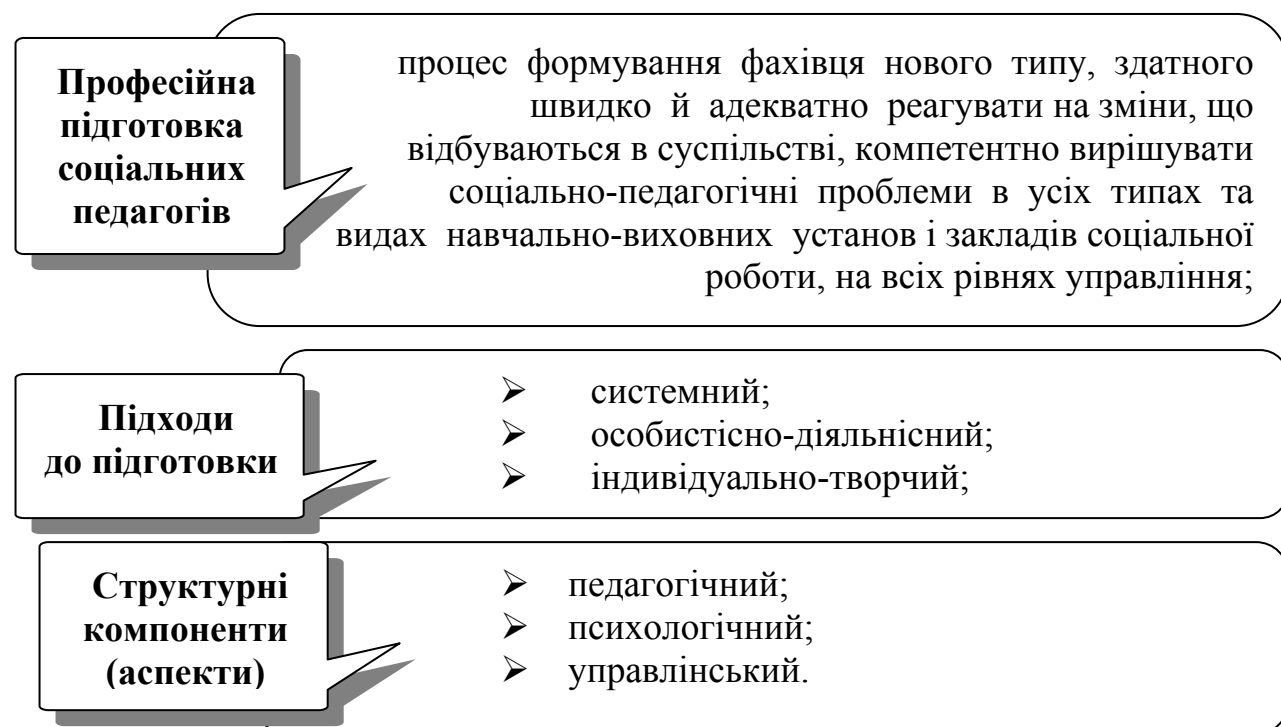 Професійна
підготовка
соціальних
педагогів
процес формування фахівця нового типу, здатного
швидко й адекватно реагувати на зміни, що
відбуваються в суспільстві, компетентно вирішувати
соціально-педагогічні проблеми в усіх типах та
видах навчально-виховних установ і закладів соціальної
роботи, на всіх рівнях управління;
Підходи
до підготовки
системний;
особистісно-діяльнісний;
індивідуально-творчий;
Структурні
компоненти
(аспекти)
педагогічний;
психологічний;
управлінський.